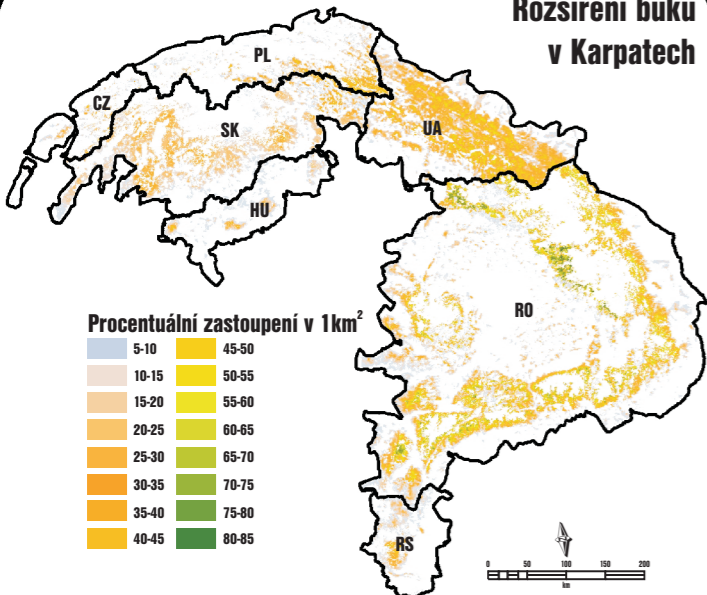 Rozšíření buku
v Karpatech
PL
CZ
SK
UA
HU
RO
RS
Procentuální zastoupení v 1km²
5-10 45-50
10-15 50-55
15-20 55-60
20-25 60-65
25-30 65-70
30-35 70-75
35-40 75-80
40-45 80-85
0 50 100 150 200
km